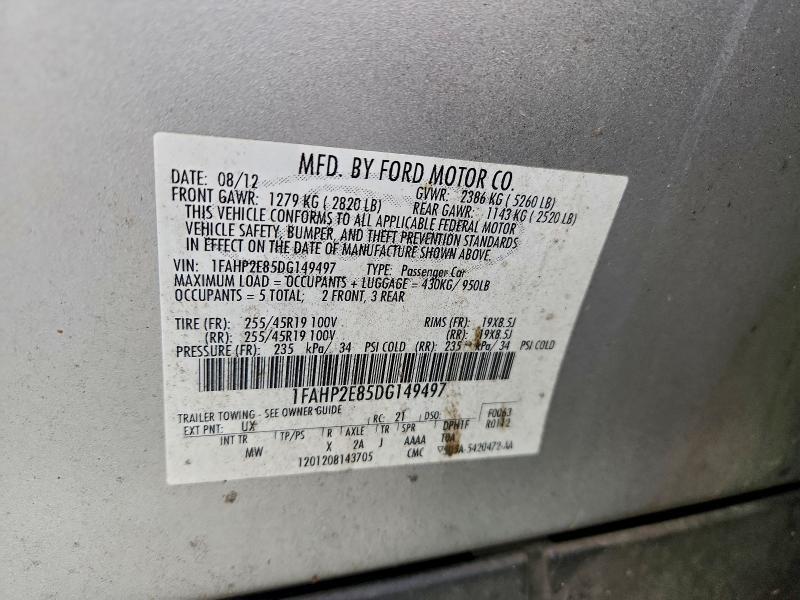 MFD. BY FORD MOTOR CO.
DATE: 08/12 GVWR: 2386 KG ( 5260 LB)
FRONT GAWR: 1279 KG ( 2820 LB) REAR GAWR: 1143 KG ( 2520 LB)
THIS VEHICLE CONFORMS TO ALL APPLICABLE FEDERAL MOTOR
VEHICLE SAFETY, BUMPER, AND THEFT PREVENTION STANDARDS
IN EFFECT ON THE DATE OF MANUFACTURE SHOWN ABOVE.
VIN: 1FAHP2E85DG149497 TYPE: Passenger Car
MAXIMUM LOAD = OCCUPANTS + LUGGAGE = 430KG/ 950LB
OCCUPANTS = 5 TOTAL; 2 FRONT, 3 REAR
TIRE (FR): 255/45R19 100V RIMS (FR): 19X8.5J
(RR): 255/45R19 100V (RR): 19X8.5J
PRESSURE (FR): 235 kPa/ 34 PSI COLD (RR): 235 kPa/ 34 PSI COLD
1FAHP2E85DG149497
TRAILER TOWING - SEE OWNER GUIDE F0063
EXT PNT: UX RC: 21 DSO: R0112
INT TR TP/PS R AXLE TR SPR DPHTF
MW X 2A J AAAA TOA
1201208143705 CMC 5420472-AA